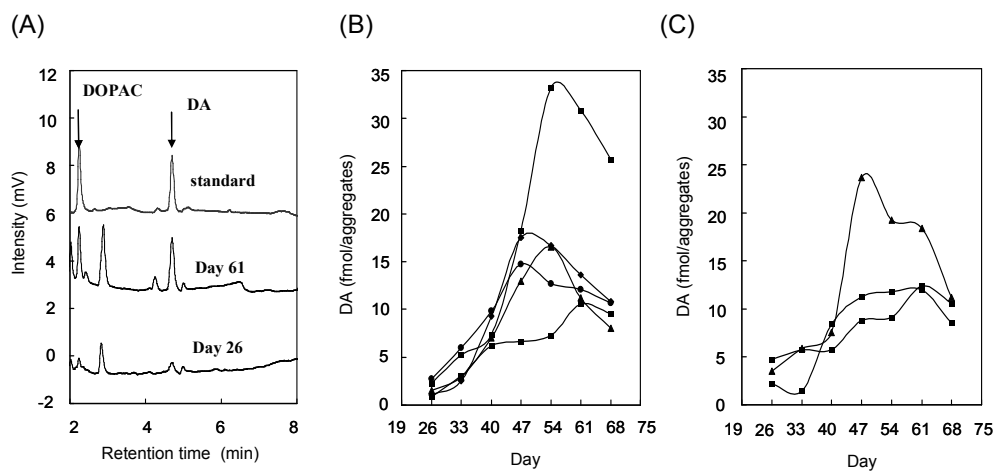 (A)
12
10
8
6
4
2
0
-2
Intensity (mV)
DOPAC
DA
standard
Day 61
Day 26
2 4 6 8
Retention time (min)
(B)
35
30
25
20
15
10
5
0
DA (fmol/aggregates)
19 26 33 40 47 54 61 68 75
Day
(C)
35
30
25
20
15
10
5
0
DA (fmol/aggregates)
19 26 33 40 47 54 61 68 75
Day